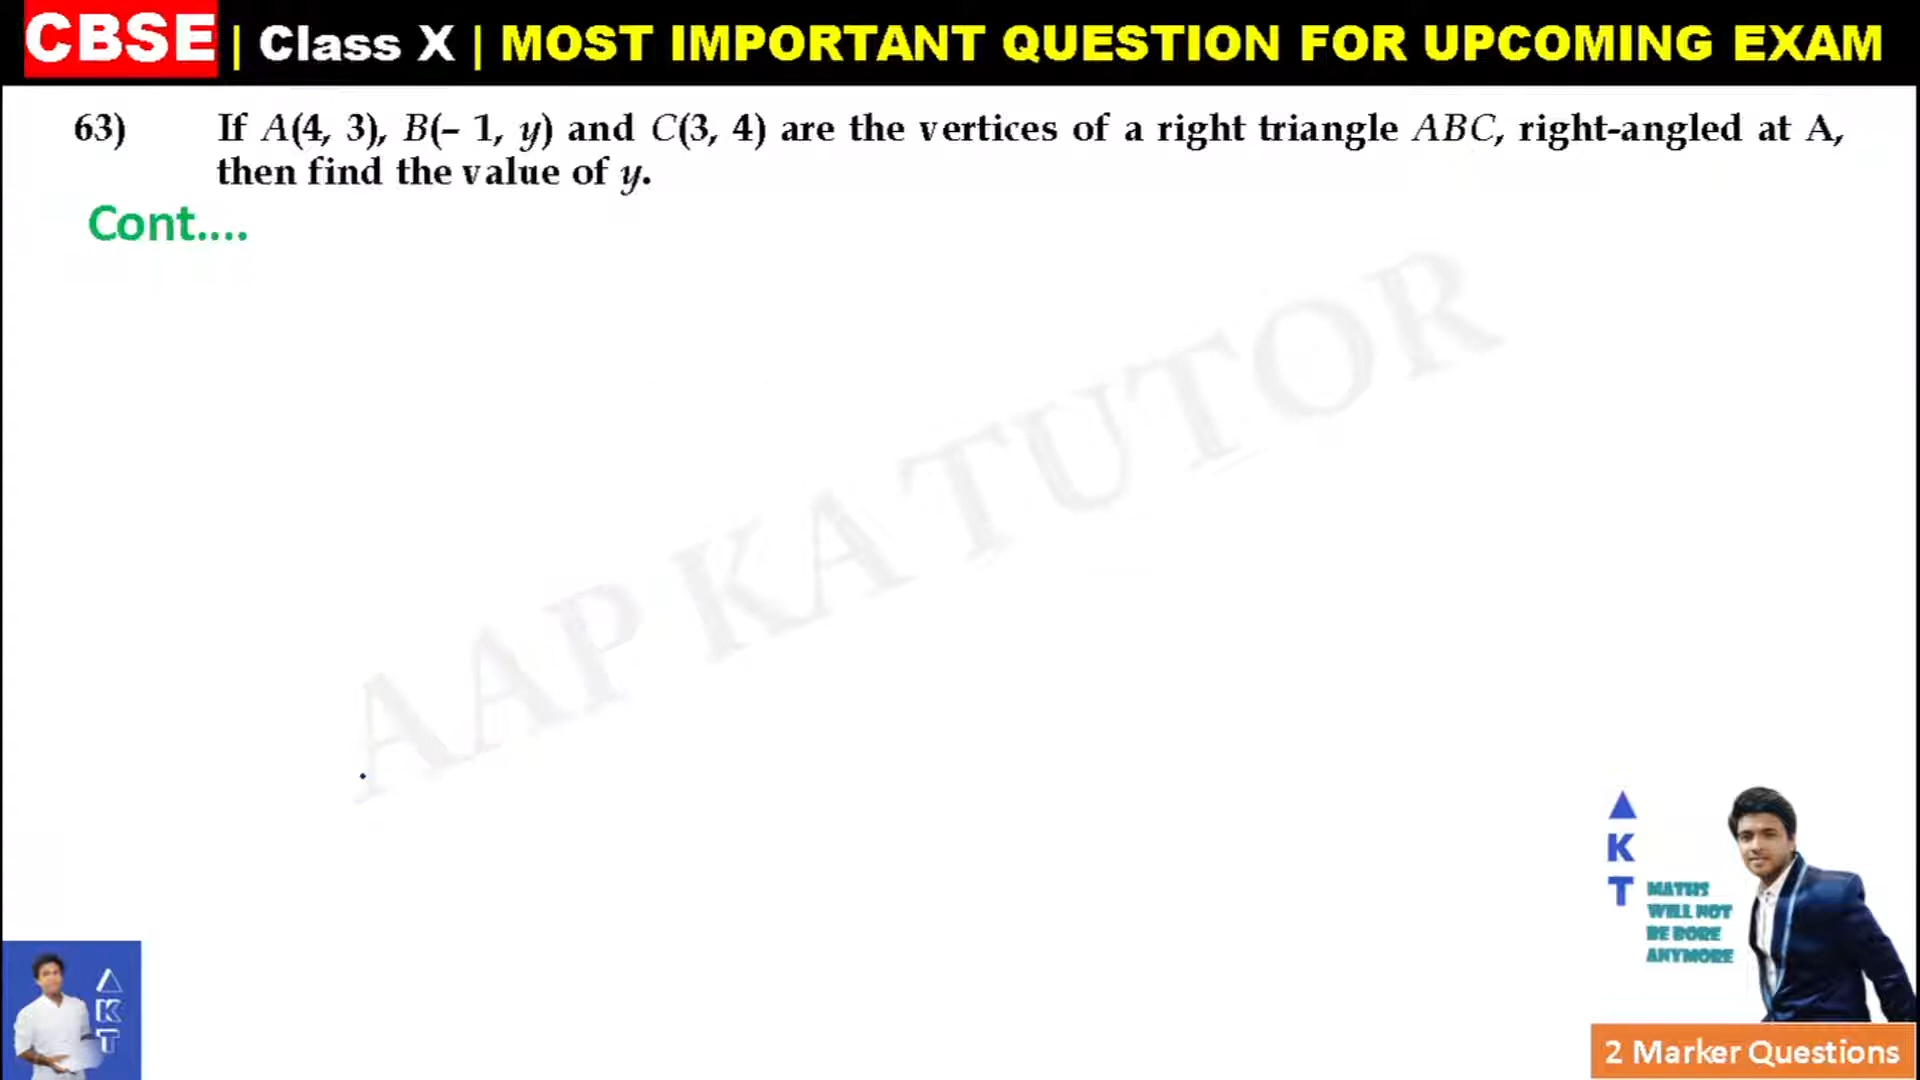 CBSE | Class X | MOST IMPORTANT QUESTION FOR UPCOMING EXAM
63) If A(4, 3), B(– 1, y) and C(3, 4) are the vertices of a right triangle ABC, right-angled at A,
then find the value of y.
Cont....
AAP KA TUTOR
AKT
MATHS
WILL NOT
BE BORE
ANYMORE
AKT
2 Marker Questions